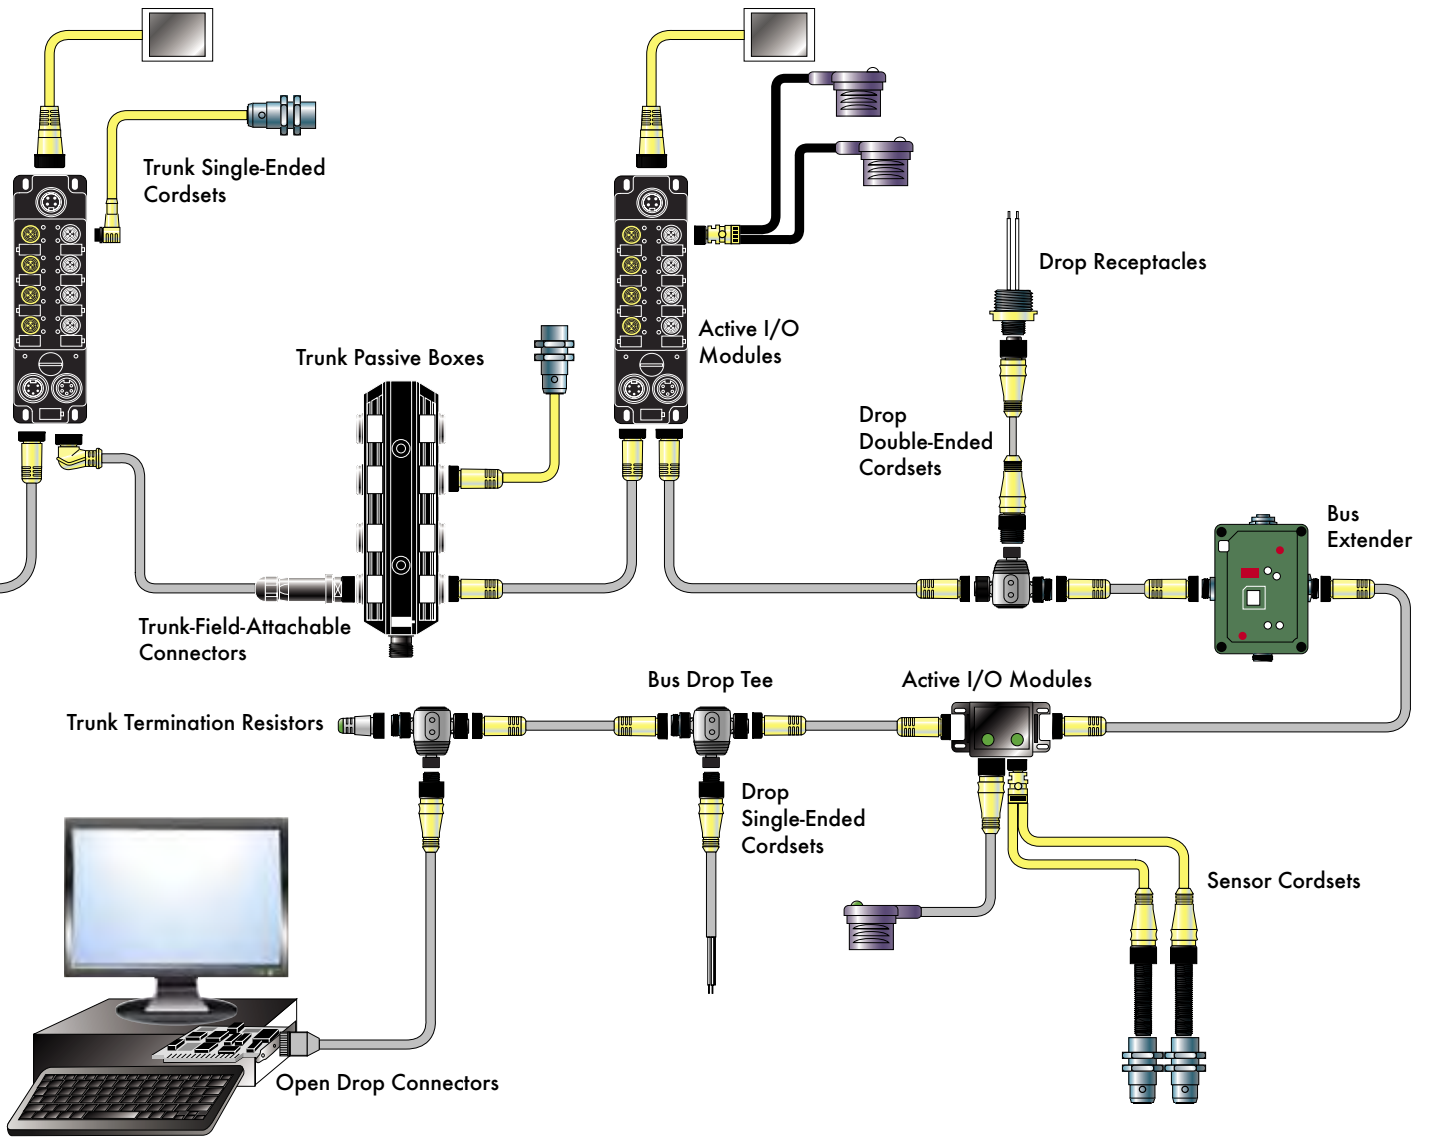 Trunk Single-Ended
Cordsets
Drop Receptacles
Active I/O
Modules
Trunk Passive Boxes
Drop
Double-Ended
Cordsets
Bus
Extender
Trunk-Field-Attachable
Connectors
Bus Drop Tee
Active I/O Modules
Trunk Termination Resistors
Drop
Single-Ended
Cordsets
Sensor Cordsets
Open Drop Connectors